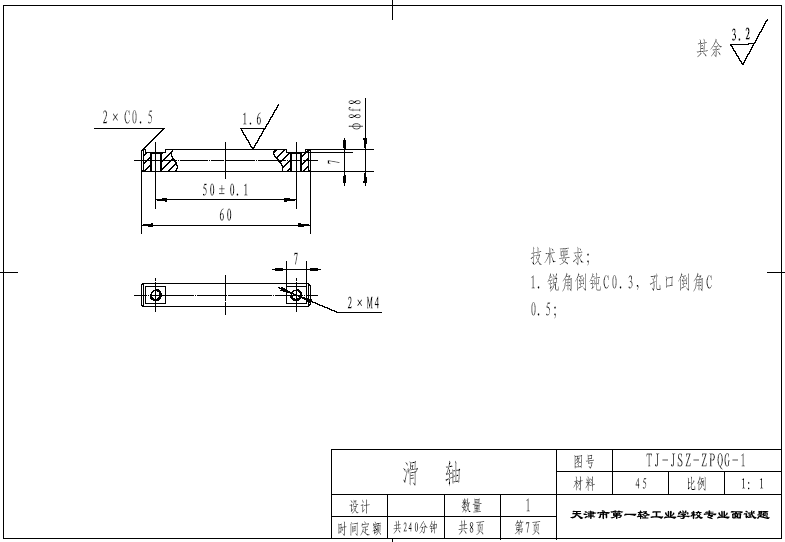 其余 3.2
2×C0.5
1.6
ϕ8f8
7
50±0.1
60
7
2×M4
技术要求;
1.锐角倒钝C0.3，孔口倒角C
0.5;
滑 轴
图号 TJ-JSZ-ZPQG-1
材料 45 比例 1:1
设计 数量 1
时间定额 共240分钟 共8页 第7页
天津市第一轻工业学校专业面试题